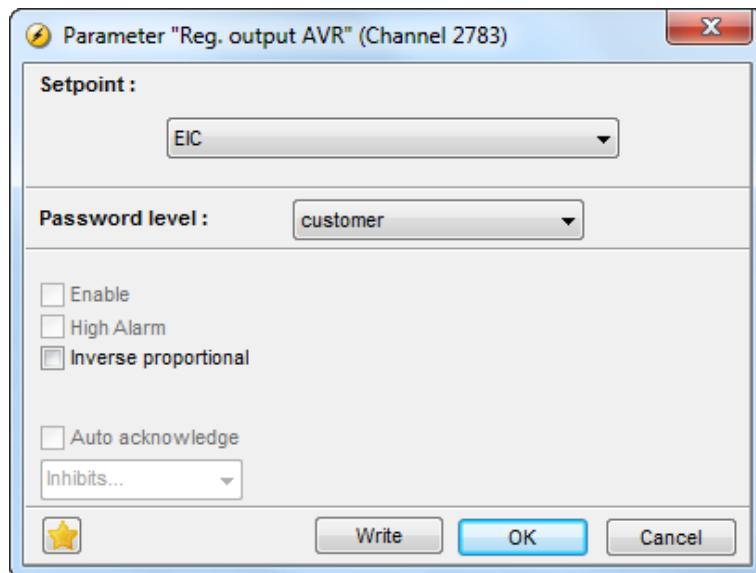 Parameter "Reg. output AVR" (Channel 2783)
Setpoint :
EIC
Password level :
customer
Enable
High Alarm
Inverse proportional
Auto acknowledge
Inhibits...
Write
OK
Cancel